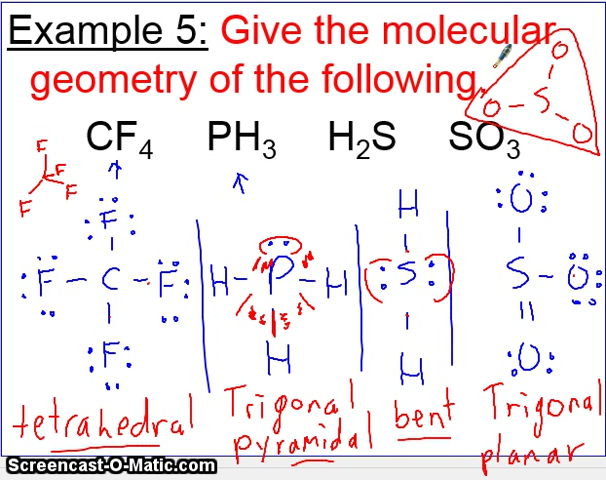 Example 5: Give the molecular
geometry of the following.
O
O – S
O
CF₄ PH₃ H₂S SO₃
F
F
F F
F
F – C – F
F
H – P – H
H
H
S
H
O
S – O
O
tetrahedral
Trigonal
pyramidal
bent
Trigonal
planar
Screencast-O-Matic.com